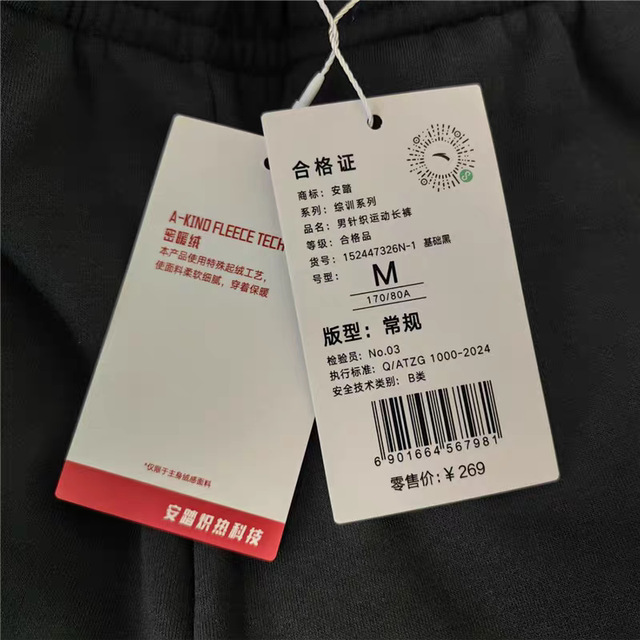 A-KIND FLEECE TECH
密暖绒
本产品使用特殊起绒工艺，
使面料柔软细腻，穿着保暖
*仅限于主身绒感面料
安踏炽热科技
合格证
商标：安踏
系列：综训系列
品名：男针织运动长裤
等级：合格品
货号：152447326N-1 基础黑
号型：
M
170/80A
版型：常规
检验员：No.03
执行标准：Q/ATZG 1000-2024
安全技术类别：B类
6901664567981
零售价：￥269